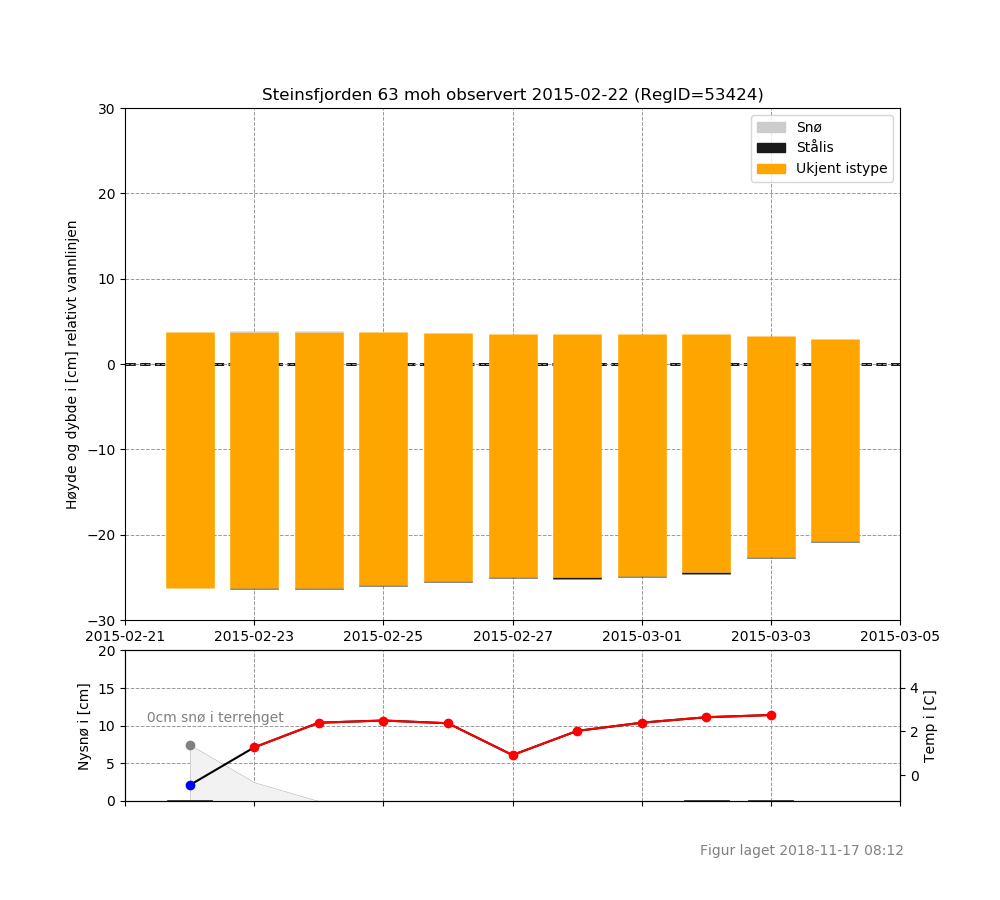 Steinsfjorden 63 moh observert 2015-02-22 (RegID=53424)
Snø
Stålis
Ukjent istype
Høyde og dybde i [cm] relativt vannlinjen
30
20
10
0
−10
−20
−30
2015-02-21 2015-02-23 2015-02-25 2015-02-27 2015-03-01 2015-03-03 2015-03-05
Nysnø i [cm]
20
15
10
5
0
0cm snø i terrenget
4
2
0
Temp i [C]
Figur laget 2018-11-17 08:12